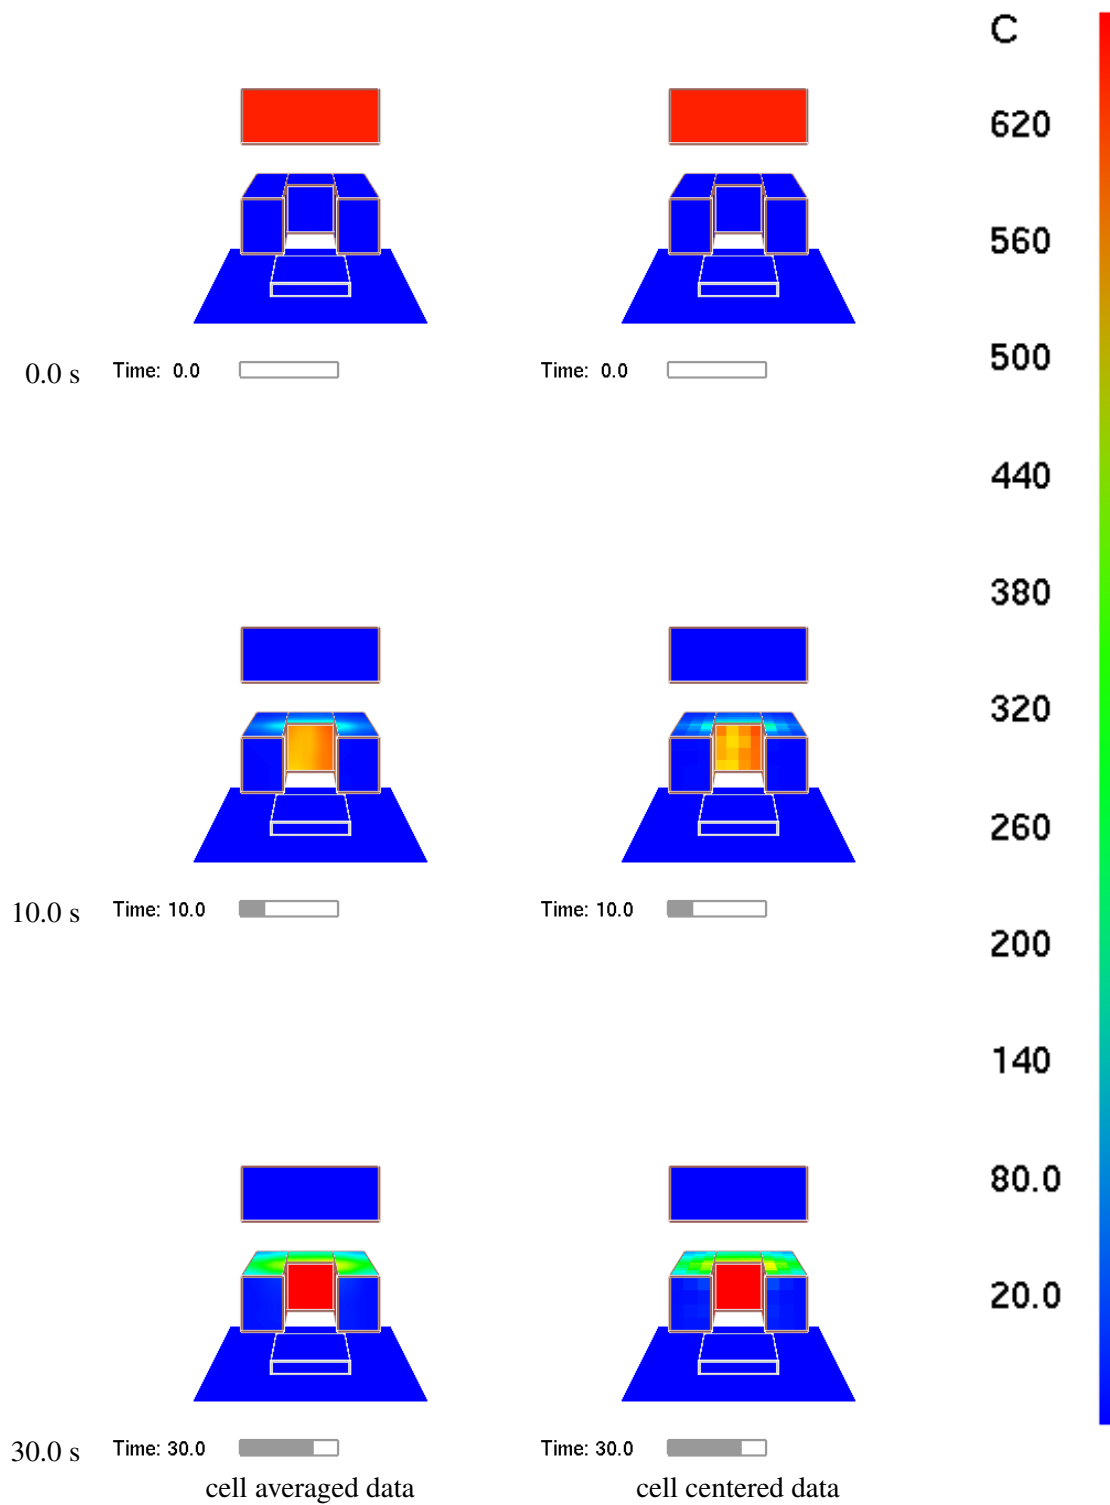 C
620
560
500
0.0 s Time: 0.0 Time: 0.0
440
380
320
260
10.0 s Time: 10.0 Time: 10.0
200
140
80.0
20.0
30.0 s Time: 30.0 Time: 30.0
cell averaged data cell centered data